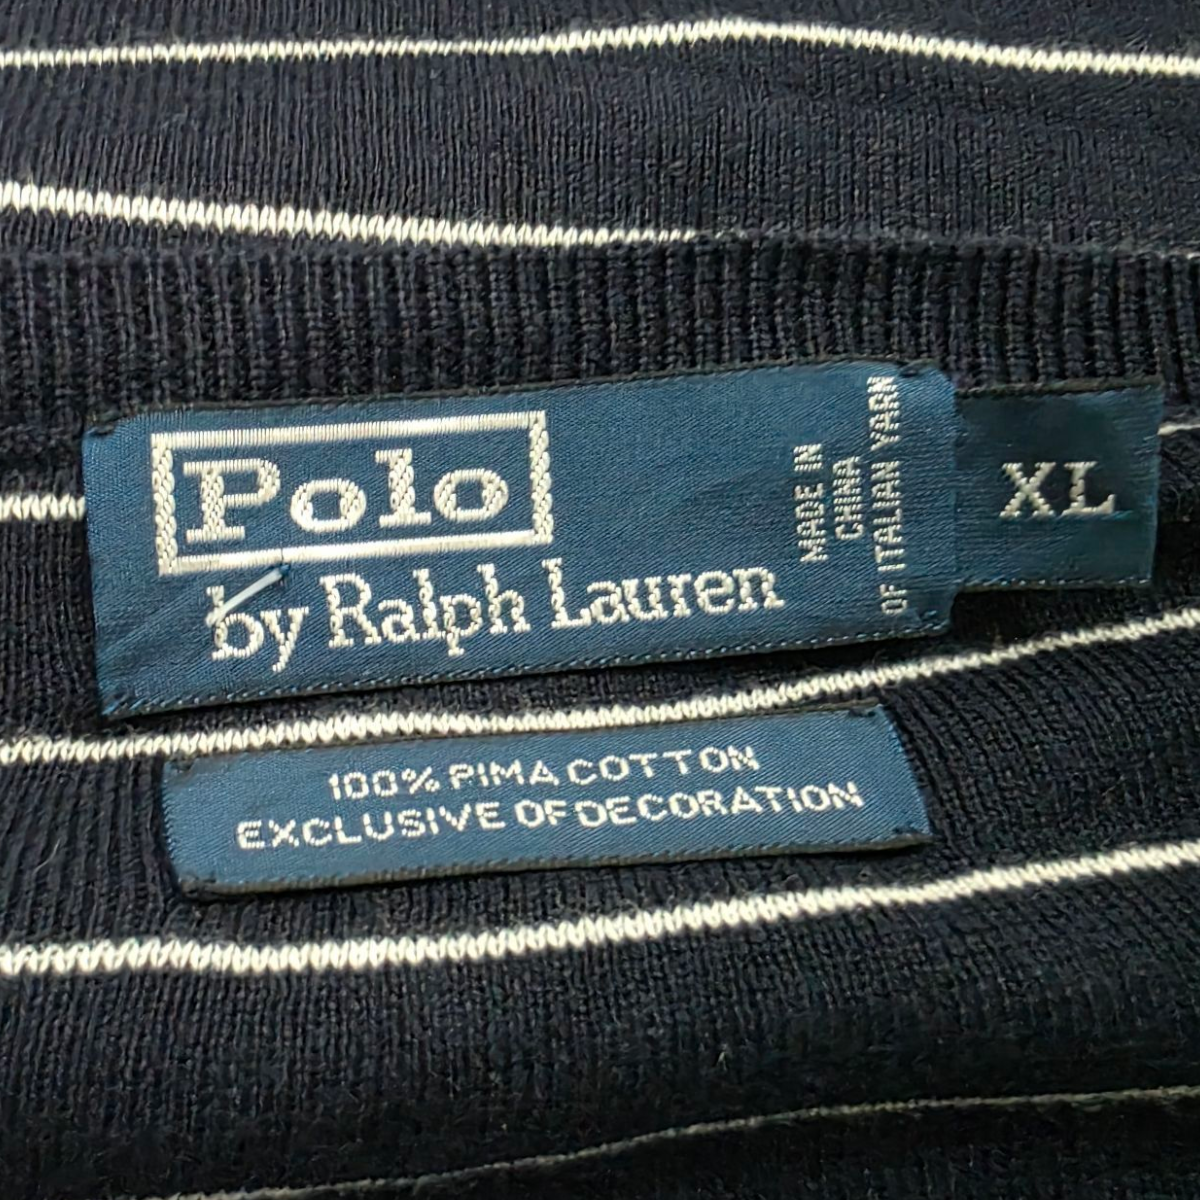 Polo
by Ralph Lauren
MADE IN
CHINA
OF ITALIAN YARN
XL
100% PIMA COTTON
EXCLUSIVE OF DECORATION